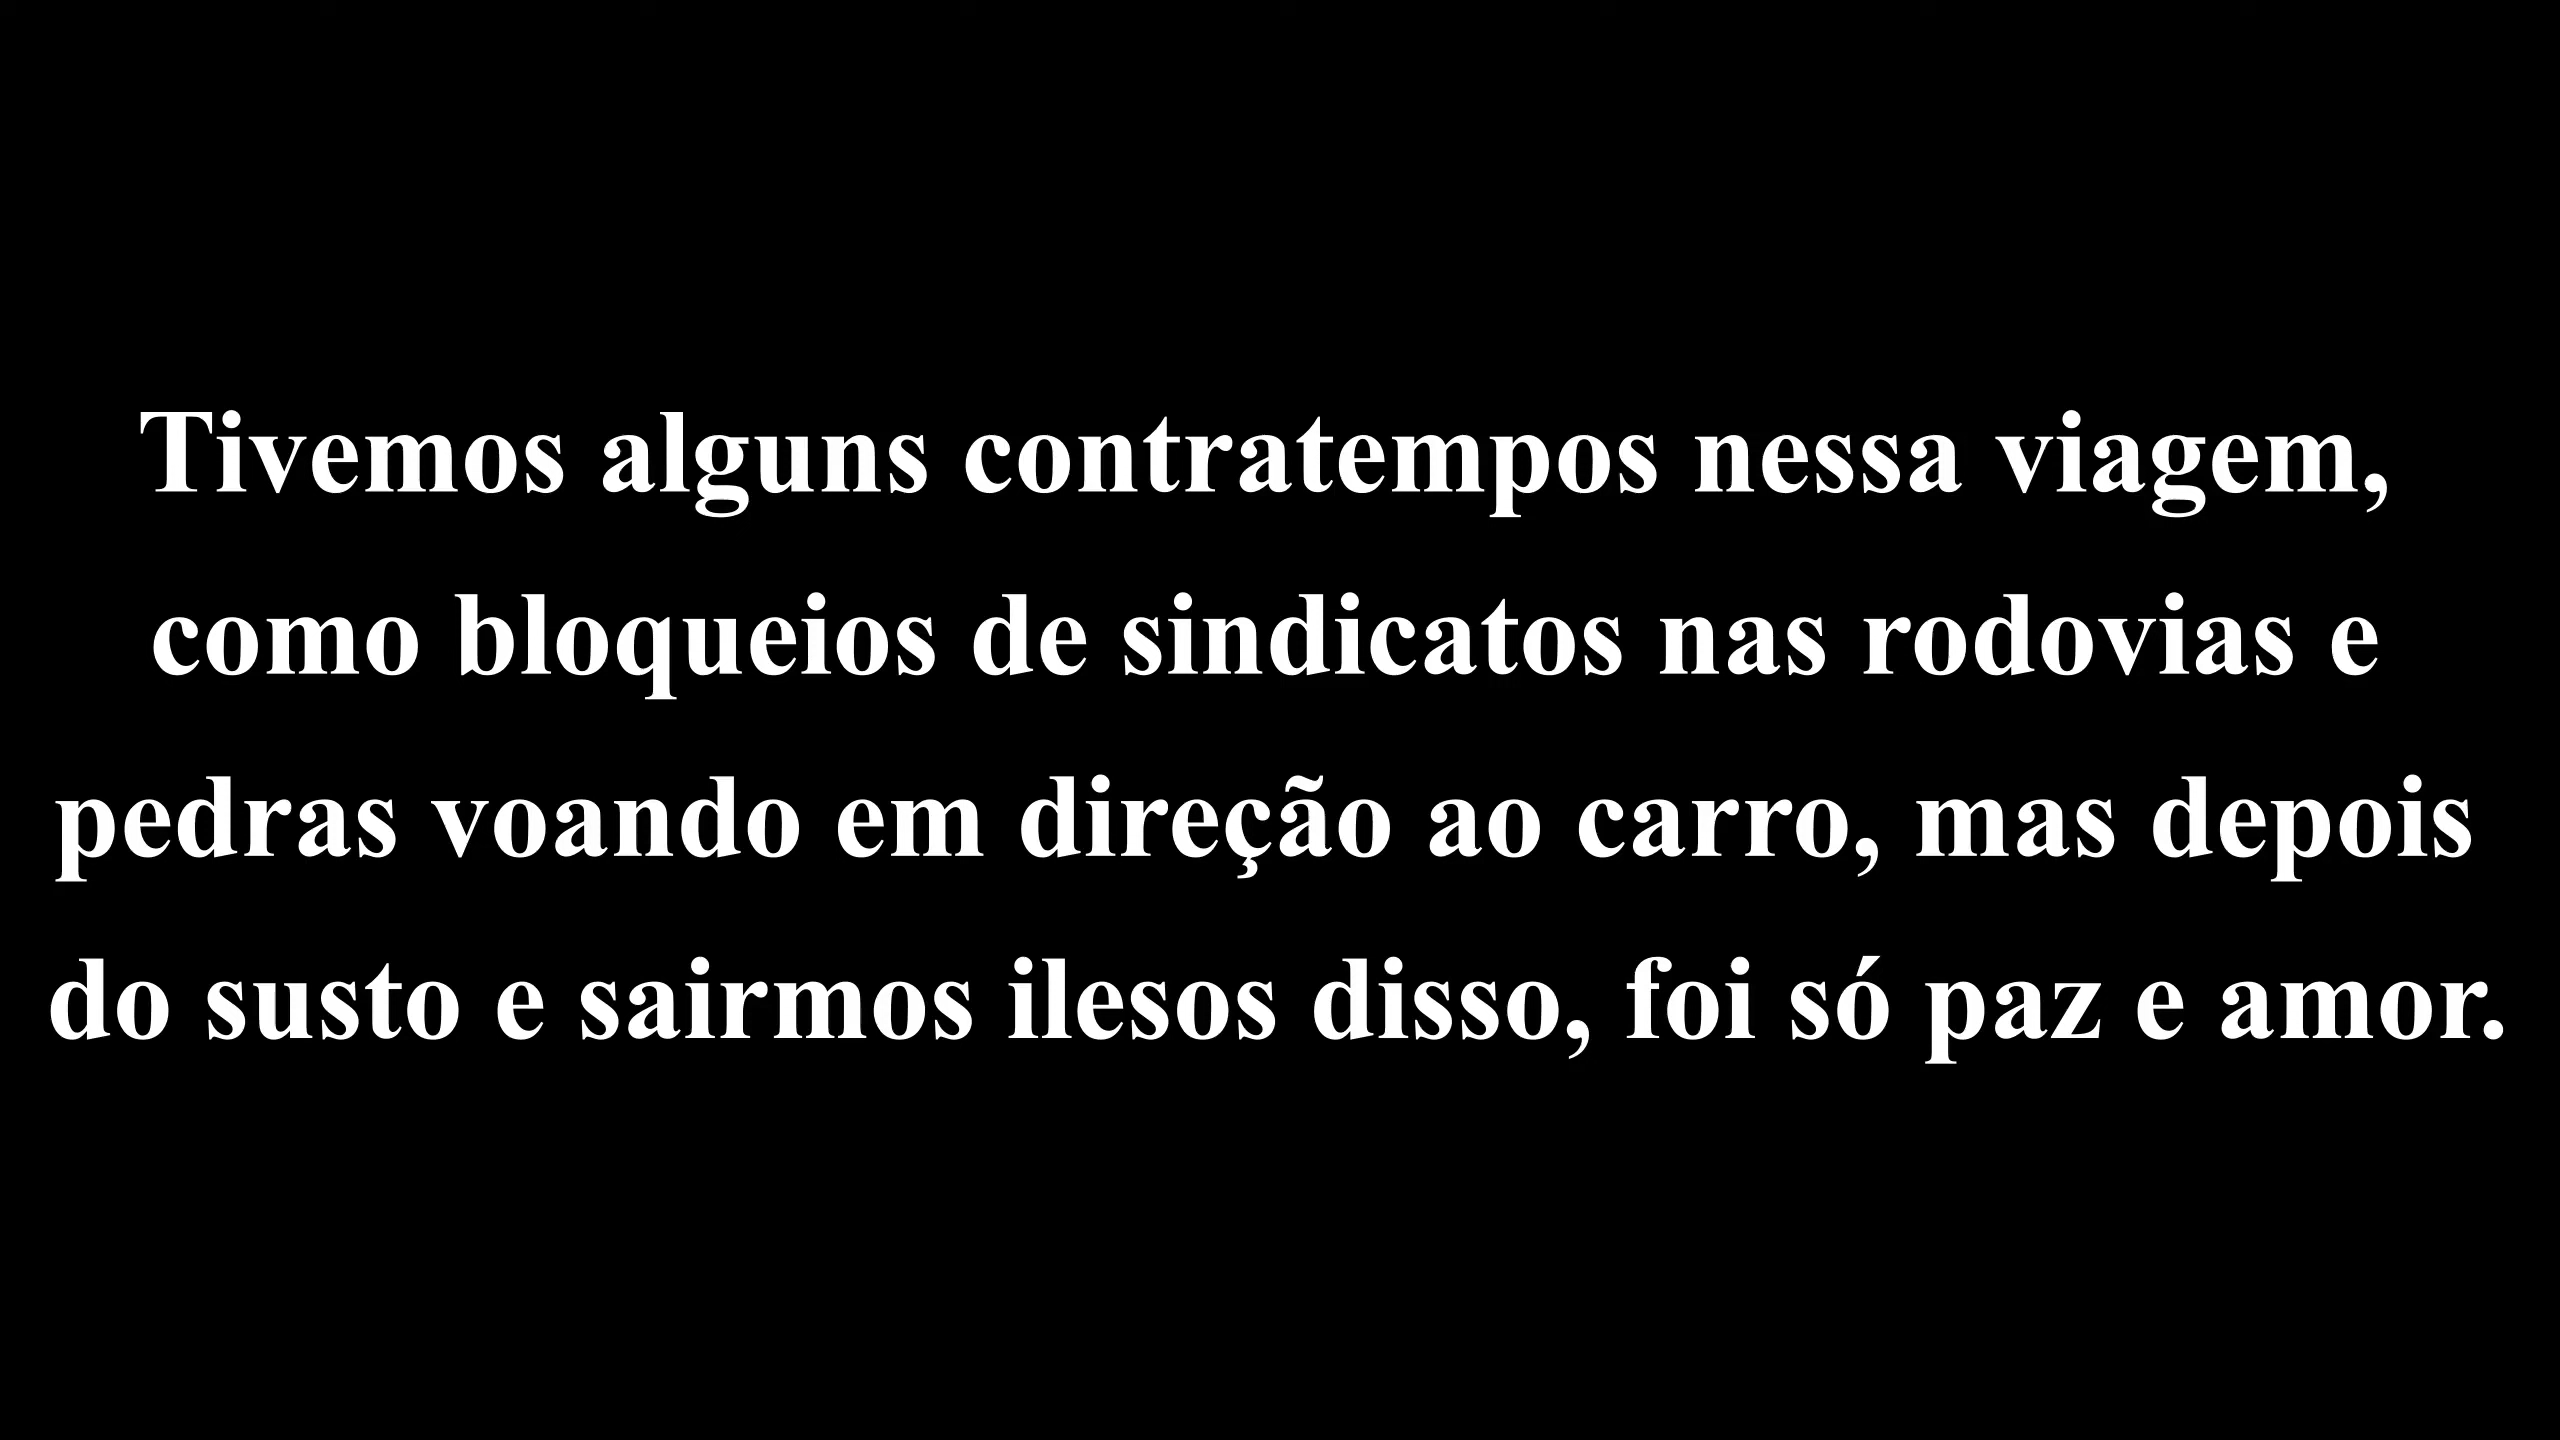 Tivemos alguns contratempos nessa viagem,
como bloqueios de sindicatos nas rodovias e
pedras voando em direção ao carro, mas depois
do susto e sairmos ilesos disso, foi só paz e amor.